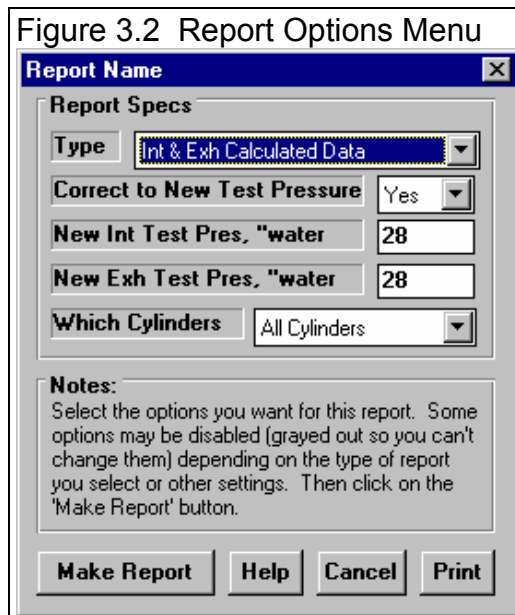 Figure 3.2  Report Options Menu
Report Name
Report Specs
Type Int & Exh Calculated Data
Correct to New Test Pressure Yes
New Int Test Pres, "water 28
New Exh Test Pres, "water 28
Which Cylinders All Cylinders
Notes:
Select the options you want for this report.  Some
options may be disabled (grayed out so you can't
change them) depending on the type of report
you select or other settings.  Then click on the
'Make Report' button.
Make Report Help Cancel Print